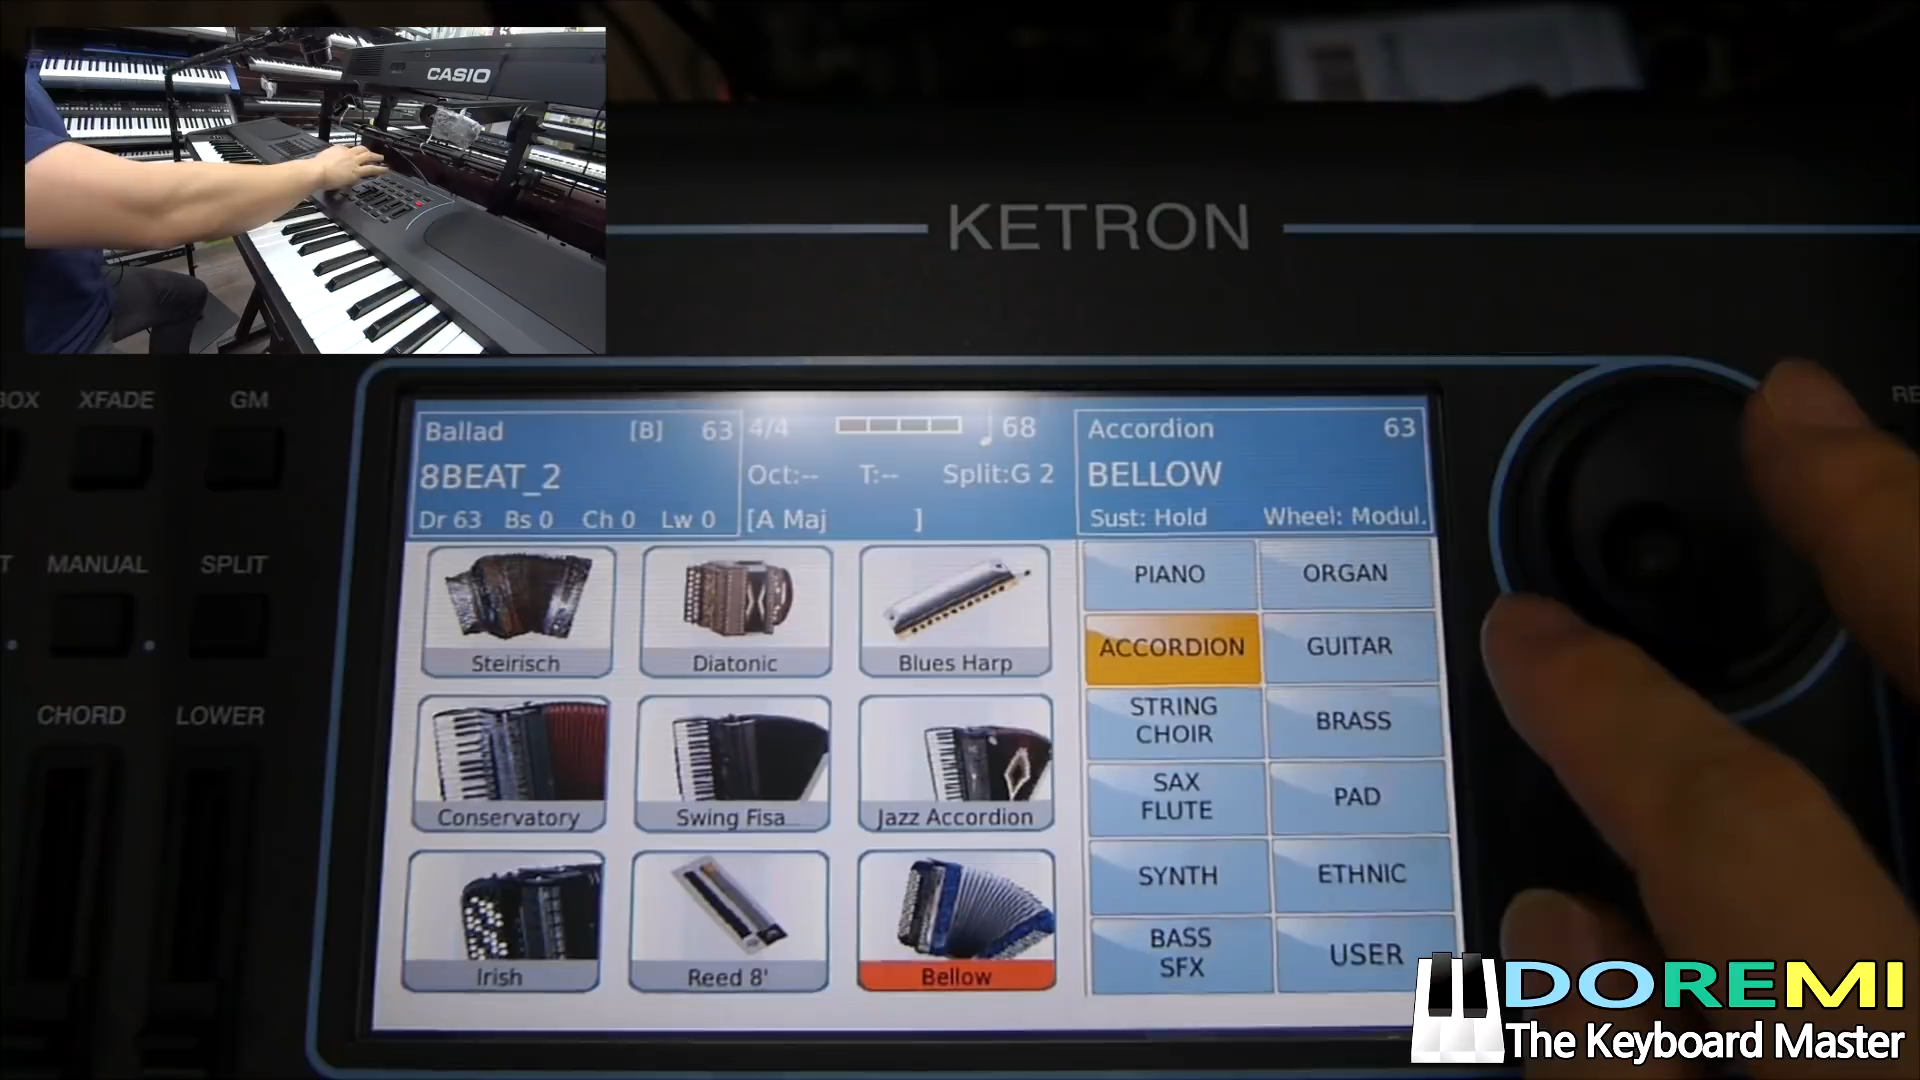 CASIO
KETRON
BOX XFADE GM
MANUAL SPLIT
CHORD LOWER
Ballad [B] 63
8BEAT_2
Dr 63 Bs 0 Ch 0 Lw 0
4/4 68
Oct:-- T:-- Split:G 2
[A Maj ]
Accordion 63
BELLOW
Sust: Hold Wheel: Modul.
Steirisch
Diatonic
Blues Harp
Conservatory
Swing Fisa
Jazz Accordion
Irish
Reed 8'
Bellow
PIANO
ORGAN
ACCORDION
GUITAR
STRING
CHOIR
BRASS
SAX
FLUTE
PAD
SYNTH
ETHNIC
BASS
SFX
USER
DOREMI
The Keyboard Master